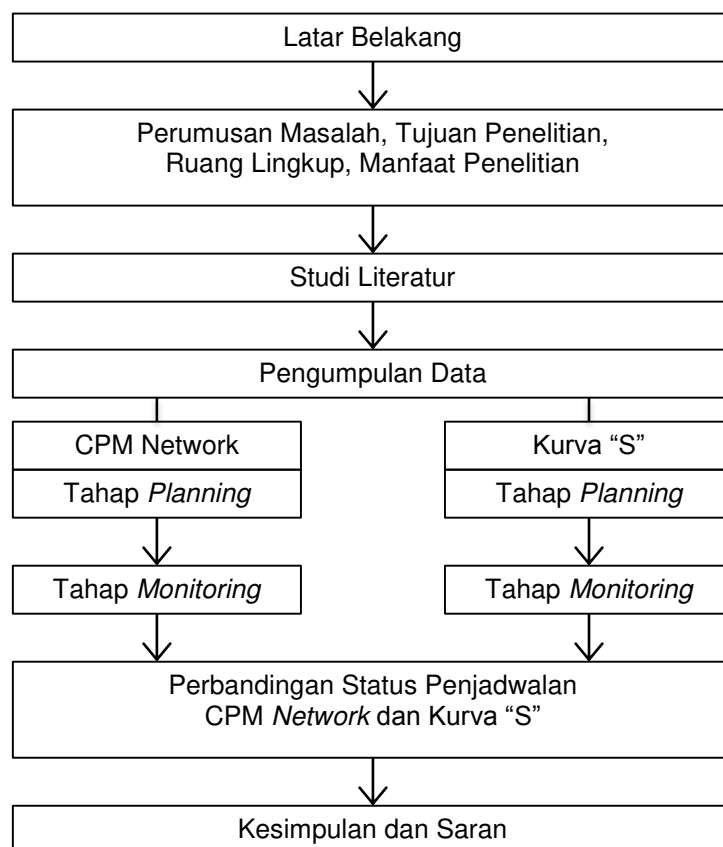 Latar Belakang
Perumusan Masalah, Tujuan Penelitian,
Ruang Lingkup, Manfaat Penelitian
Studi Literatur
Pengumpulan Data
CPM Network
Tahap Planning
Tahap Monitoring
Kurva “S”
Tahap Planning
Tahap Monitoring
Perbandingan Status Penjadwalan
CPM Network dan Kurva “S”
Kesimpulan dan Saran